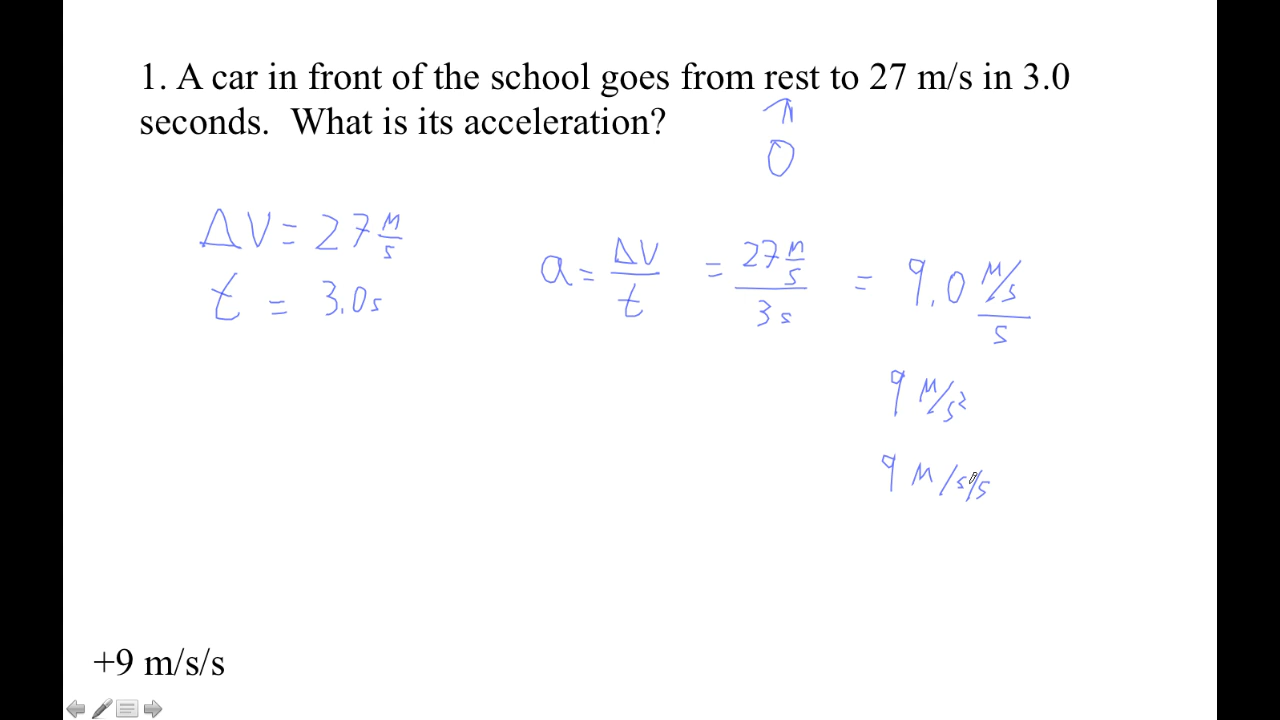 1. A car in front of the school goes from rest to 27 m/s in 3.0
seconds.  What is its acceleration?
0
ΔV = 27 M/s
t = 3.0s
a = ΔV/t = 27 m/s / 3s = 9.0 M/s / s
9 M/s²
9 M/s/s
+9 m/s/s